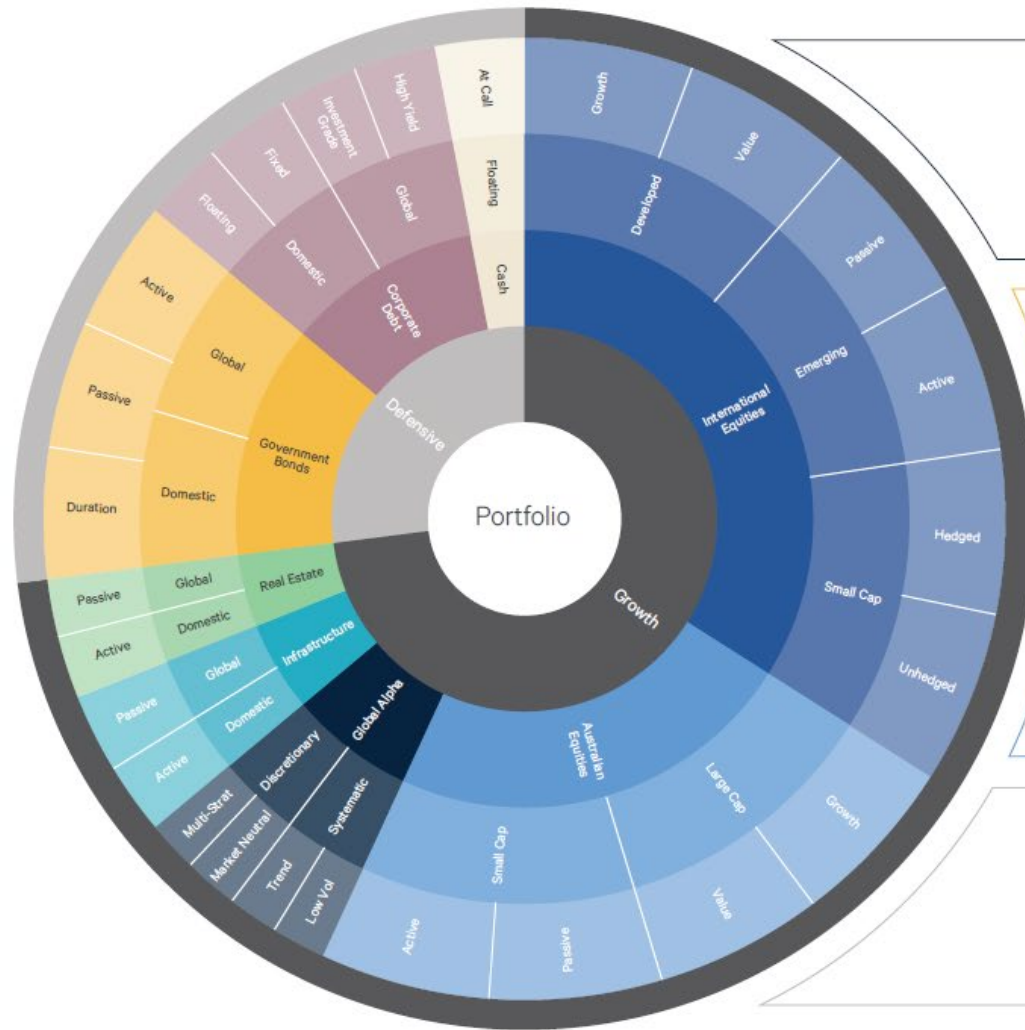 Portfolio
Growth
Defensive
International
Equities
Developed
Growth
Value
Emerging
Passive
Active
Small Cap
Hedged
Unhedged
Australian
Equities
Large Cap
Growth
Value
Small Cap
Passive
Active
Global Alpha
Systematic
Low Vol
Trend
Discretionary
Market Neutral
Multi-Strat
Infrastructure
Domestic
Active
Global
Passive
Real Estate
Domestic
Active
Global
Passive
Government
Bonds
Domestic
Duration
Passive
Global
Active
Corporate
Debt
Domestic
Floating
Fixed
Global
Investment
Grade
High Yield
Cash
Floating
At Call